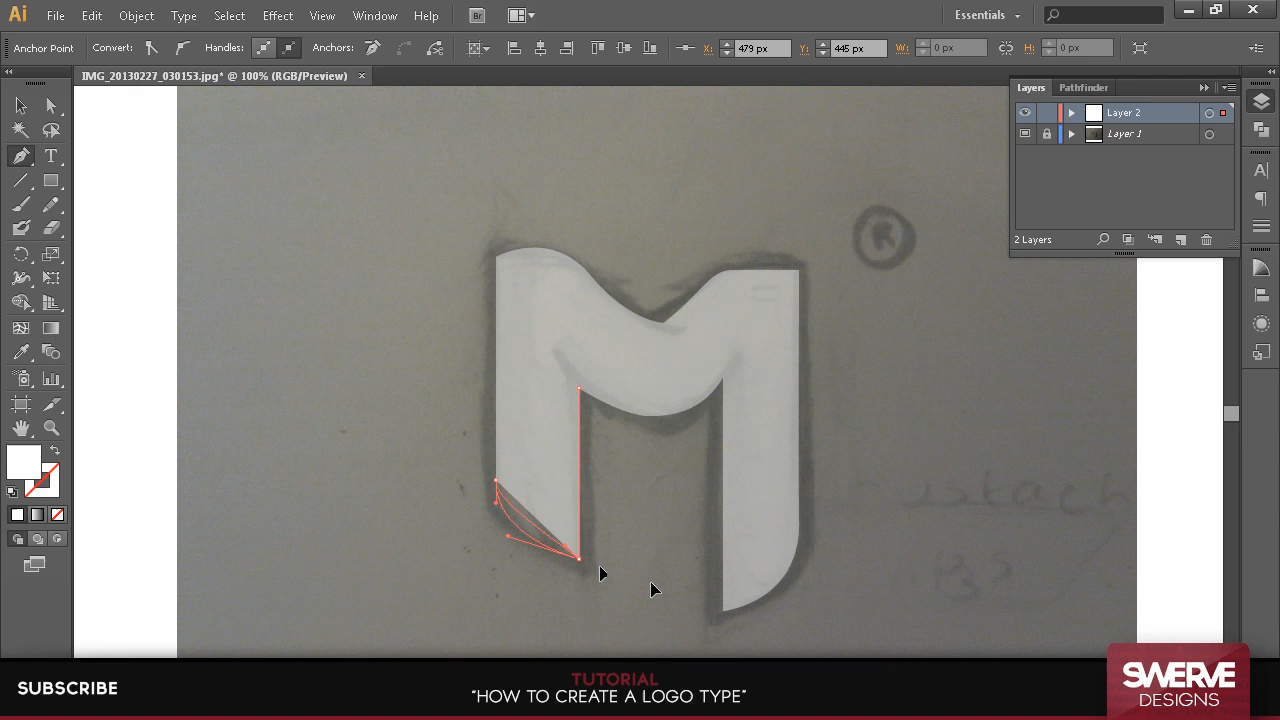 Ai File Edit Object Type Select Effect View Window Help Br Essentials
Anchor Point Convert: Handles: Anchors: X: 479 px Y: 445 px W: 0 px H: 0 px
IMG_20130227_030153.jpg* @ 100% (RGB/Preview)
Layers Pathfinder
Layer 2
Layer 1
2 Layers
R
M
TUTORIAL
SUBSCRIBE
"HOW TO CREATE A LOGO TYPE"
SWERVE
DESIGNS